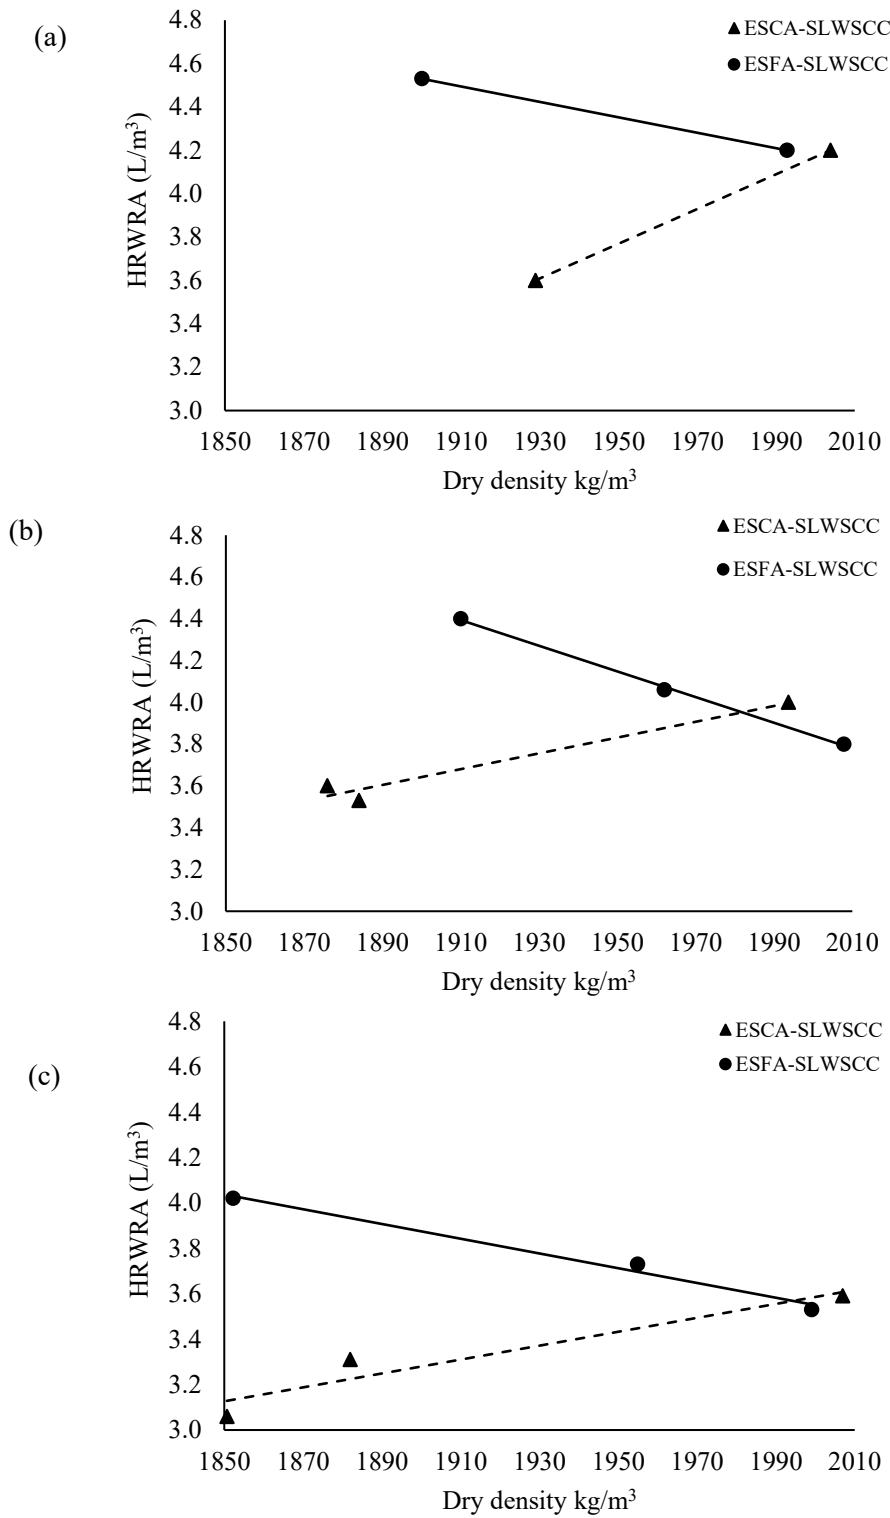 (a)
HRWRA (L/m³)
4.8
4.6
4.4
4.2
4.0
3.8
3.6
3.4
3.2
3.0
1850 1870 1890 1910 1930 1950 1970 1990 2010
Dry density kg/m³
ESCA-SLWSCC
ESFA-SLWSCC
(b)
HRWRA (L/m³)
4.8
4.6
4.4
4.2
4.0
3.8
3.6
3.4
3.2
3.0
1850 1870 1890 1910 1930 1950 1970 1990 2010
Dry density kg/m³
ESCA-SLWSCC
ESFA-SLWSCC
(c)
HRWRA (L/m³)
4.8
4.6
4.4
4.2
4.0
3.8
3.6
3.4
3.2
3.0
1850 1870 1890 1910 1930 1950 1970 1990 2010
Dry density kg/m³
ESCA-SLWSCC
ESFA-SLWSCC